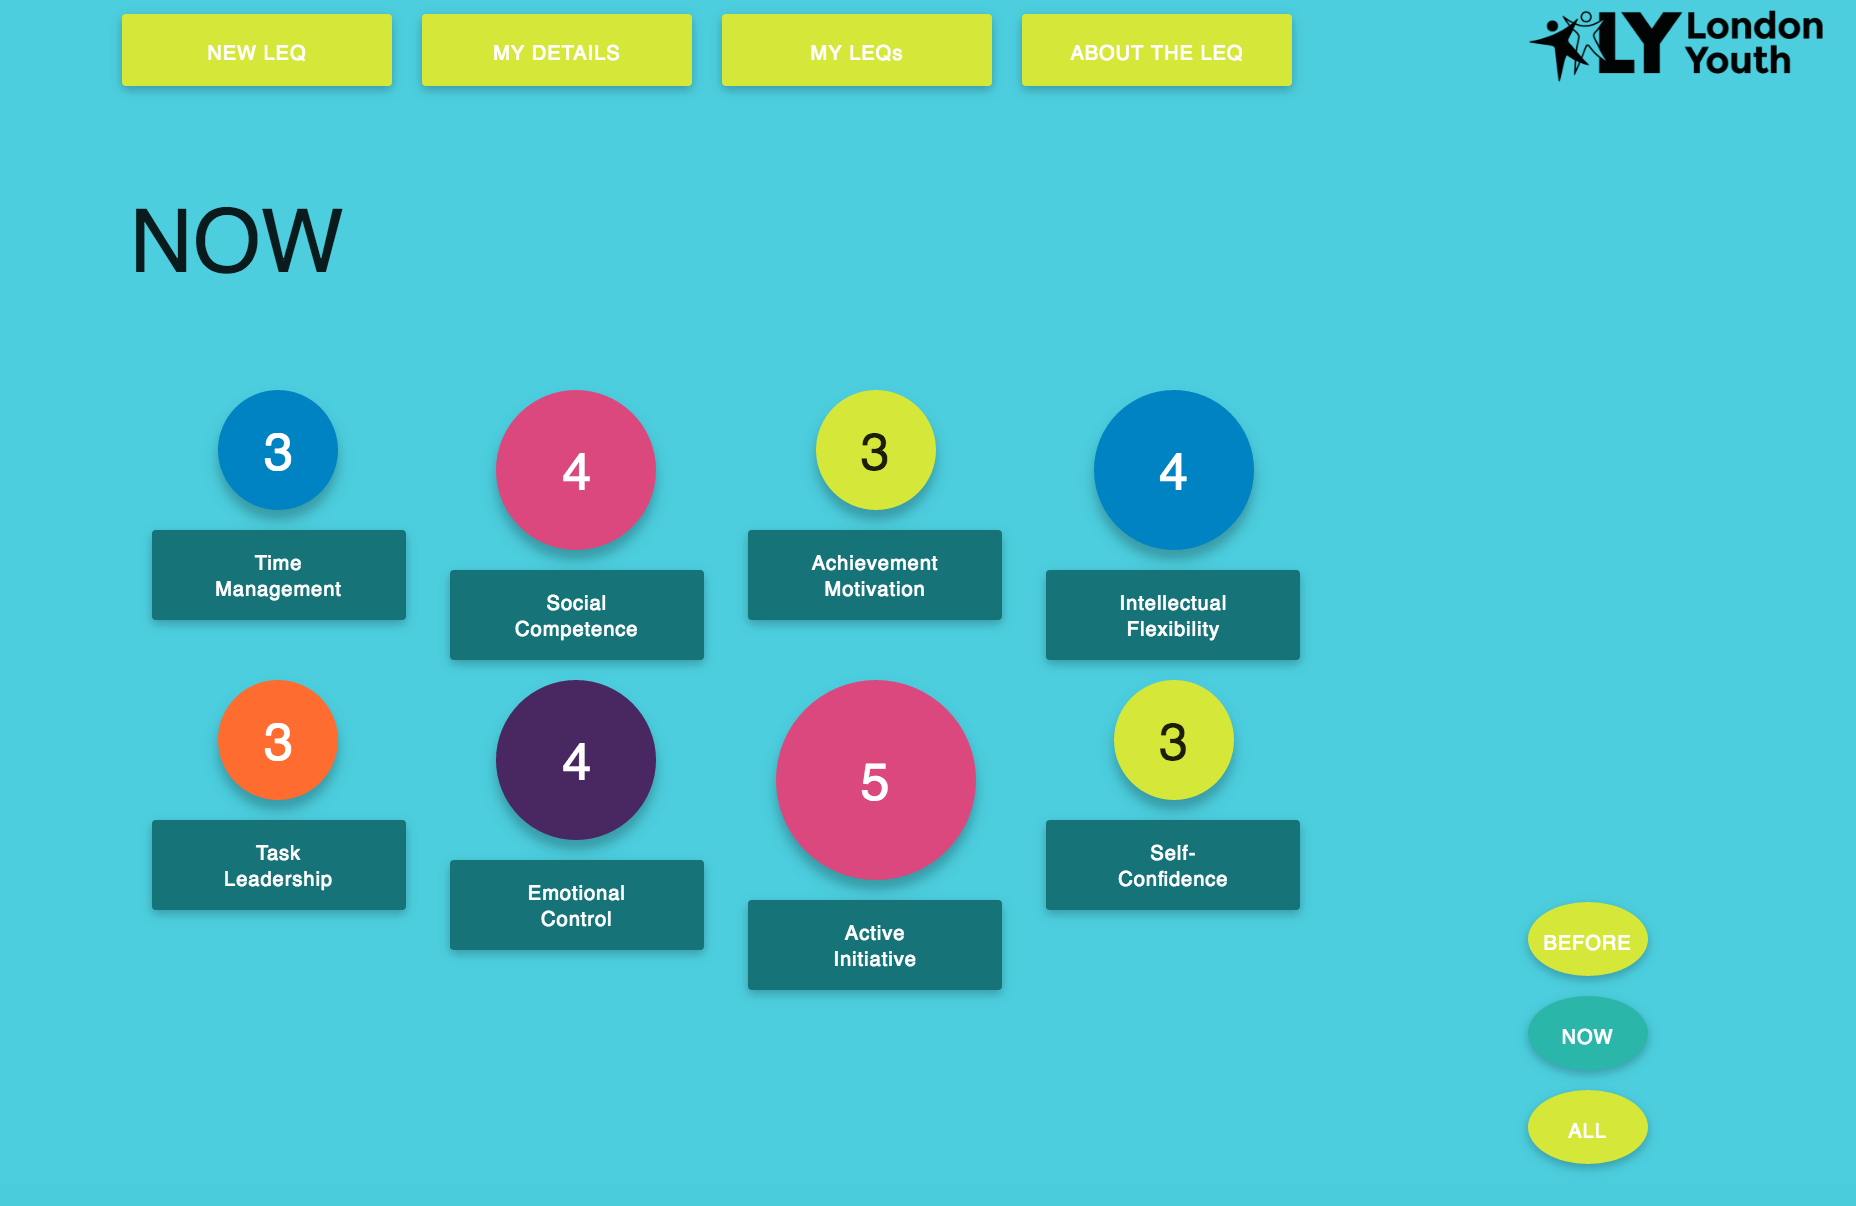 NEW LEQ
MY DETAILS
MY LEQs
ABOUT THE LEQ
LY London
Youth
NOW
3
Time
Management
4
Social
Competence
3
Achievement
Motivation
4
Intellectual
Flexibility
3
Task
Leadership
4
Emotional
Control
5
Active
Initiative
3
Self-
Confidence
BEFORE
NOW
ALL